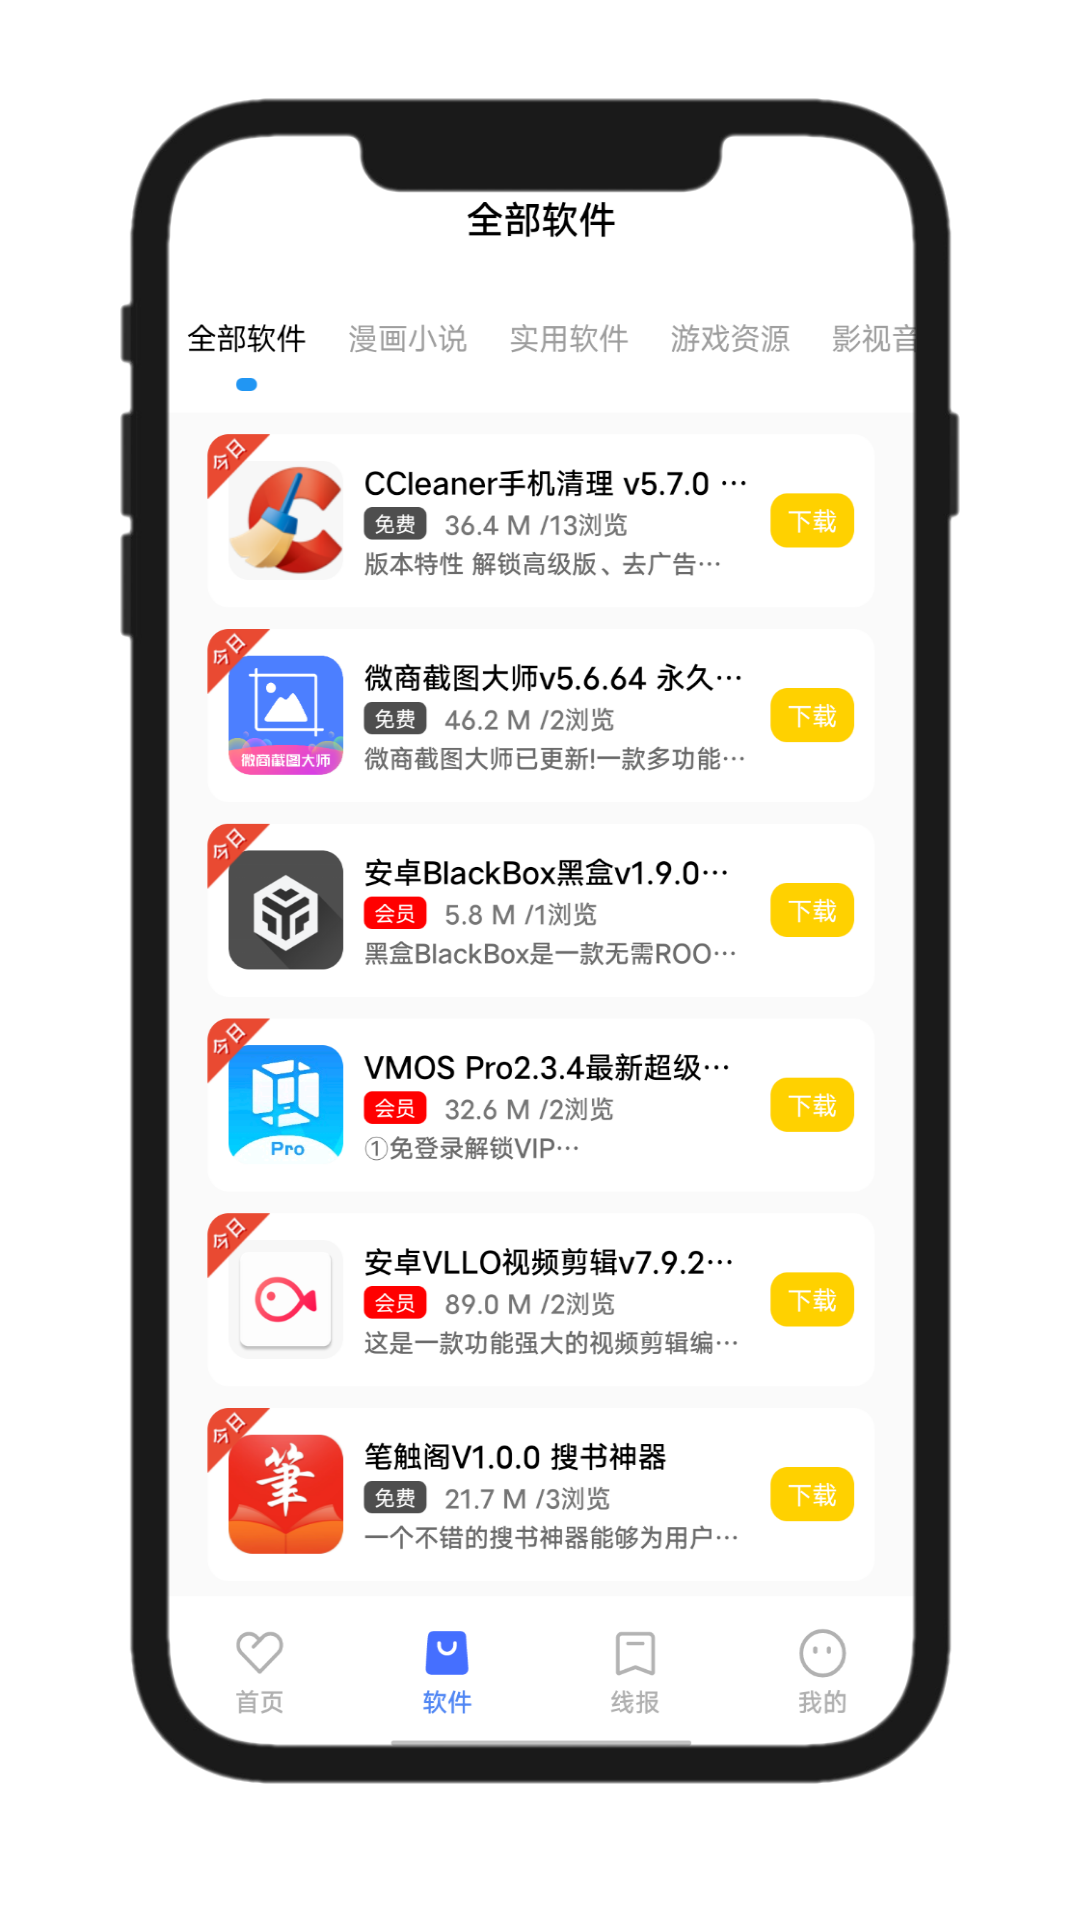 全部软件
全部软件 漫画小说 实用软件 游戏资源 影视音
今日
CCleaner手机清理 v5.7.0 ···
免费 36.4 M /13浏览
下载
版本特性 解锁高级版、去广告···
今日
微商截图大师v5.6.64 永久···
免费 46.2 M /2浏览
下载
微商截图大师
微商截图大师已更新!一款多功能···
今日
安卓BlackBox黑盒v1.9.0···
会员 5.8 M /1浏览
下载
黑盒BlackBox是一款无需ROO···
今日
VMOS Pro2.3.4最新超级···
会员 32.6 M /2浏览
下载
Pro
①免登录解锁VIP···
今日
安卓VLLO视频剪辑v7.9.2···
会员 89.0 M /2浏览
下载
这是一款功能强大的视频剪辑编···
今日
筆
笔触阁V1.0.0 搜书神器
免费 21.7 M /3浏览
下载
一个不错的搜书神器能够为用户···
首页 软件 线报 我的